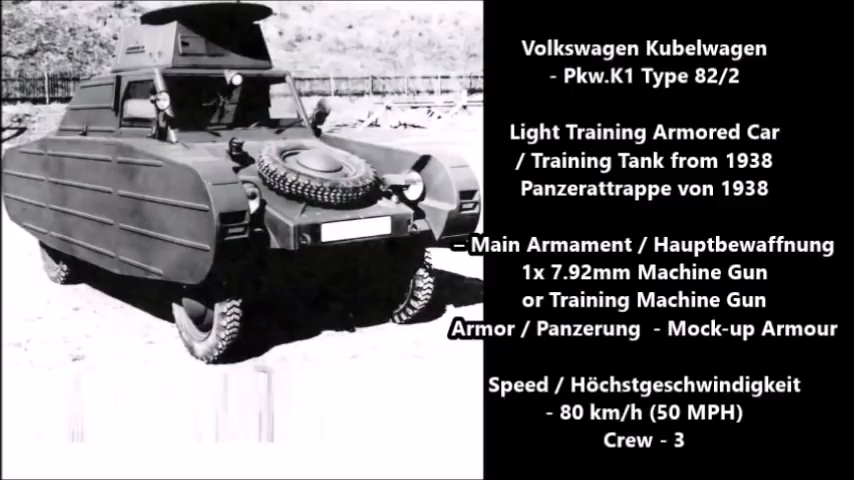 Volkswagen Kubelwagen
- Pkw.K1 Type 82/2
Light Training Armored Car
/ Training Tank from 1938
Panzerattrappe von 1938
– Main Armament / Hauptbewaffnung
1x 7.92mm Machine Gun
or Training Machine Gun
Armor / Panzerung - Mock-up Armour
Speed / Höchstgeschwindigkeit
- 80 km/h (50 MPH)
Crew - 3